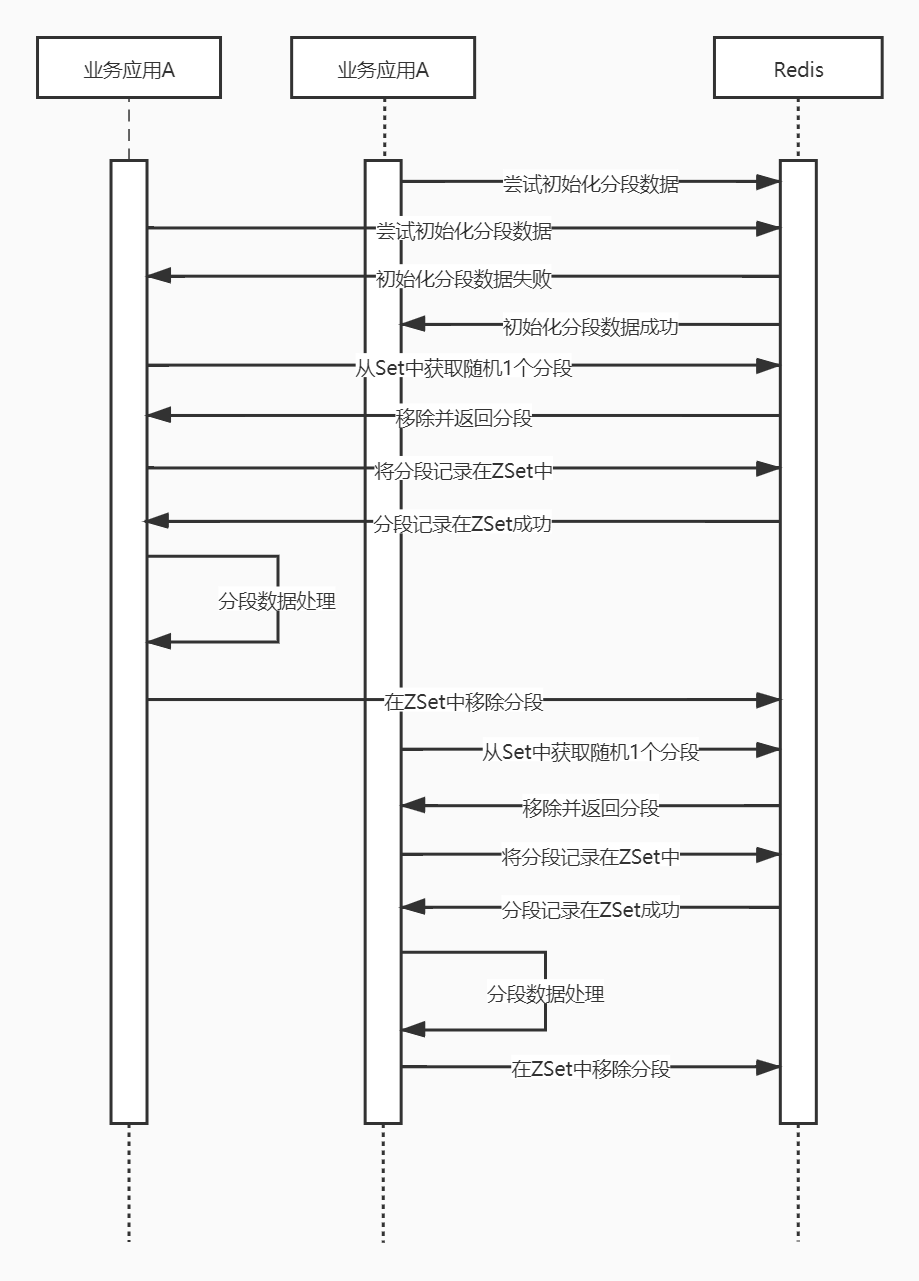 业务应用A
业务应用A
Redis
尝试初始化分段数据
尝试初始化分段数据
初始化分段数据失败
初始化分段数据成功
从Set中获取随机1个分段
移除并返回分段
将分段记录在ZSet中
分段记录在ZSet成功
分段数据处理
在ZSet中移除分段
从Set中获取随机1个分段
移除并返回分段
将分段记录在ZSet中
分段记录在ZSet成功
分段数据处理
在ZSet中移除分段